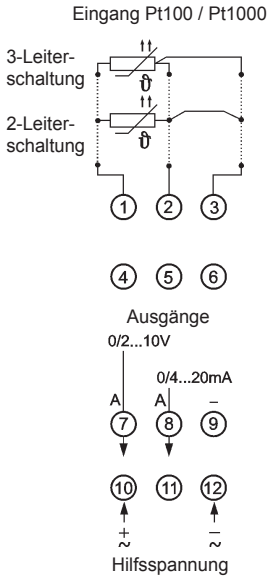 Eingang Pt100 / Pt1000
3-Leiter-
schaltung
ϑ
2-Leiter-
schaltung
ϑ
1 2 3
4 5 6
Ausgänge
0/2...10V
0/4...20mA
A A –
7 8 9
10 11 12
+ –
~ ~
Hilfsspannung